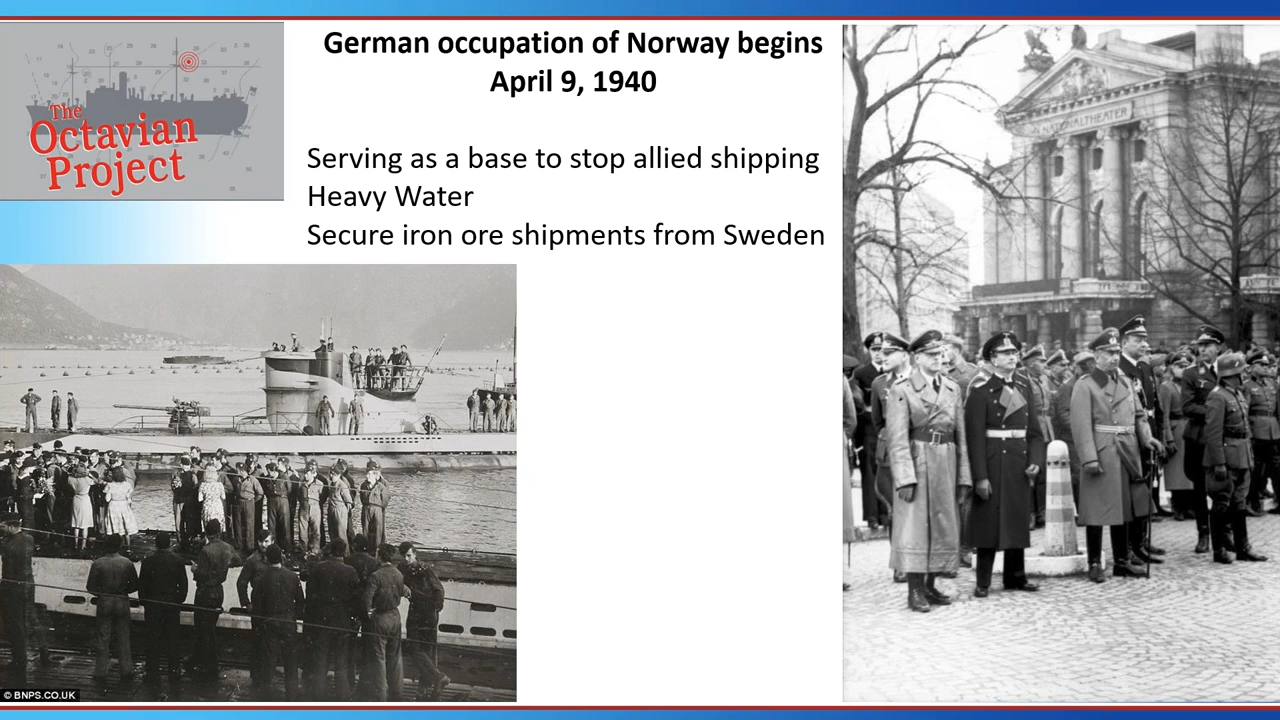 The
Octavian
Project
German occupation of Norway begins
April 9, 1940
Serving as a base to stop allied shipping
Heavy Water
Secure iron ore shipments from Sweden
NATIONALTHEATER
© BNPS.CO.UK